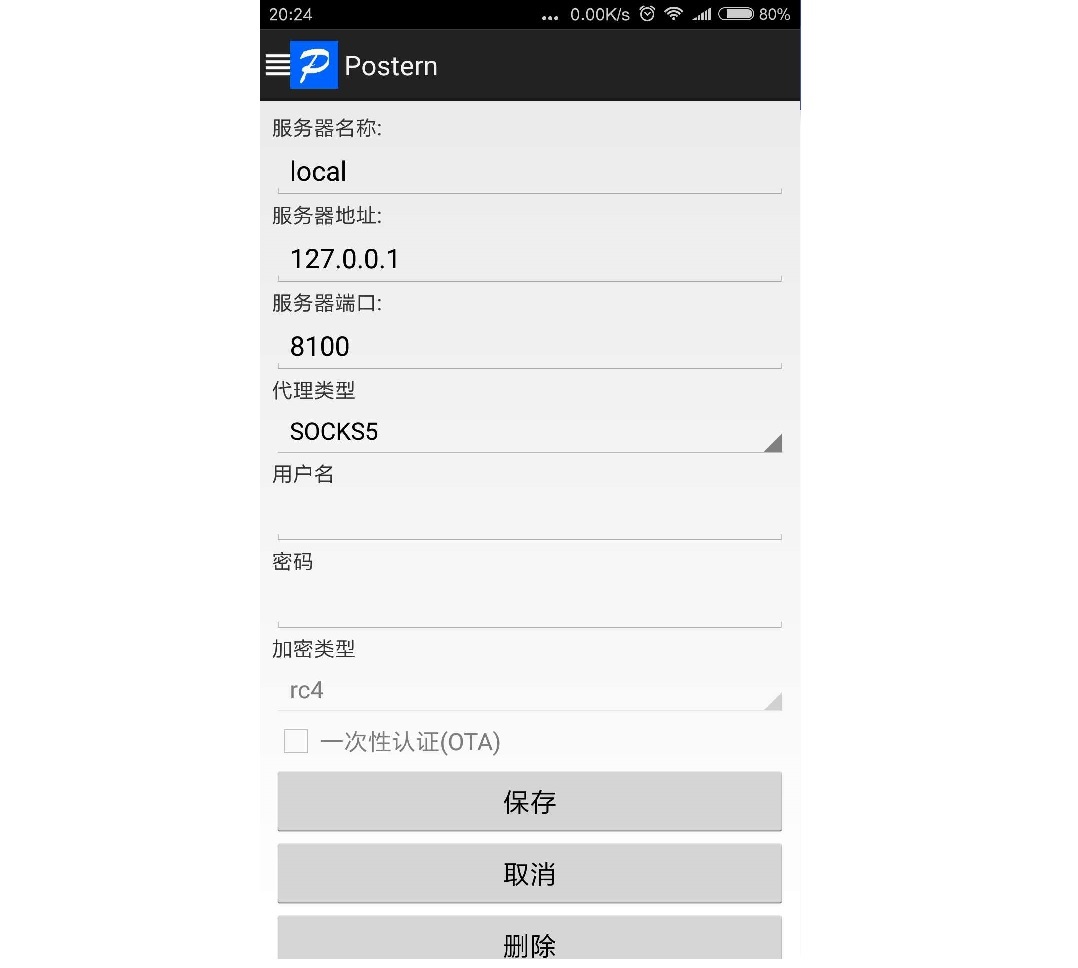 20:24 ... 0.00K/s 80%
Postern
服务器名称:
local
服务器地址:
127.0.0.1
服务器端口:
8100
代理类型
SOCKS5
用户名
密码
加密类型
rc4
一次性认证(OTA)
保存
取消
删除